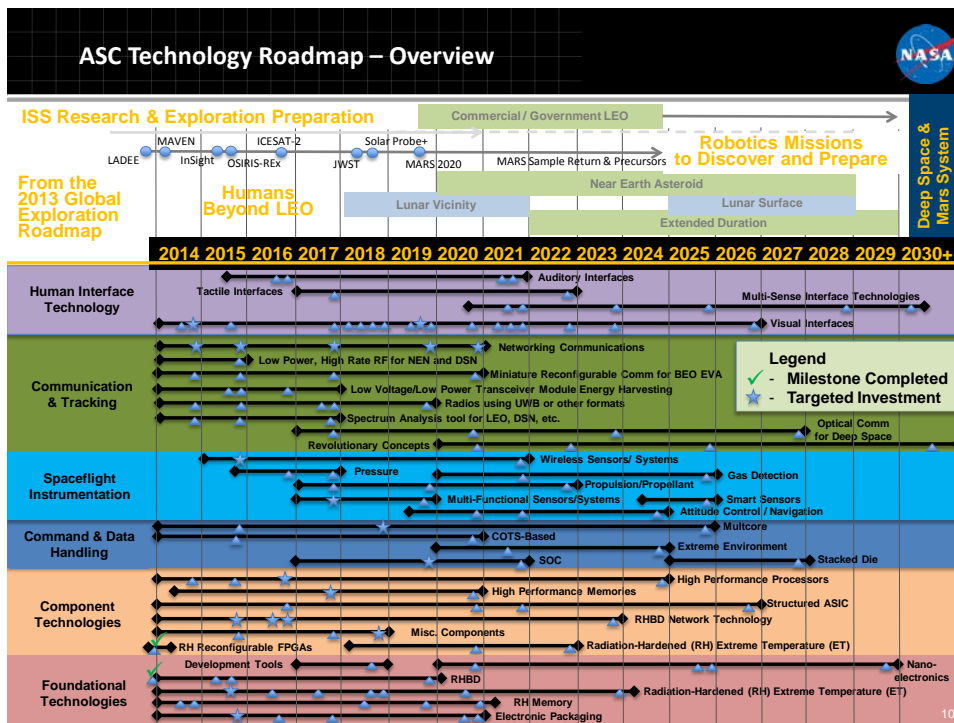 ASC Technology Roadmap – Overview
NASA
ISS Research & Exploration Preparation
Commercial / Government LEO
MAVEN
ICESAT-2
Solar Probe+
LADEE
InSight
OSIRIS-REx
JWST
MARS 2020
MARS Sample Return & Precursors
Robotics Missions
to Discover and Prepare
Deep Space &
Mars System
From the
2013 Global
Exploration
Roadmap
Humans
Beyond LEO
Near Earth Asteroid
Lunar Vicinity
Lunar Surface
Extended Duration
2014 2015 2016 2017 2018 2019 2020 2021 2022 2023 2024 2025 2026 2027 2028 2029 2030+
Human Interface
Technology
Auditory Interfaces
Tactile Interfaces
Multi-Sense Interface Technologies
Visual Interfaces
Communication
& Tracking
Networking Communications
Low Power, High Rate RF for NEN and DSN
Miniature Reconfigurable Comm for BEO EVA
Low Voltage/Low Power Transceiver Module Energy Harvesting
Radios using UWB or other formats
Spectrum Analysis tool for LEO, DSN, etc.
Optical Comm
for Deep Space
Revolutionary Concepts
Legend
- Milestone Completed
- Targeted Investment
Spaceflight
Instrumentation
Wireless Sensors/ Systems
Pressure
Gas Detection
Propulsion/Propellant
Multi-Functional Sensors/Systems
Smart Sensors
Attitude Control / Navigation
Command & Data
Handling
Multcore
COTS-Based
Extreme Environment
SOC
Stacked Die
Component
Technologies
High Performance Processors
High Performance Memories
Structured ASIC
RHBD Network Technology
Misc. Components
RH Reconfigurable FPGAs
Radiation-Hardened (RH) Extreme Temperature (ET)
Foundational
Technologies
Development Tools
Nano-
electronics
RHBD
Radiation-Hardened (RH) Extreme Temperature (ET)
RH Memory
Electronic Packaging
10